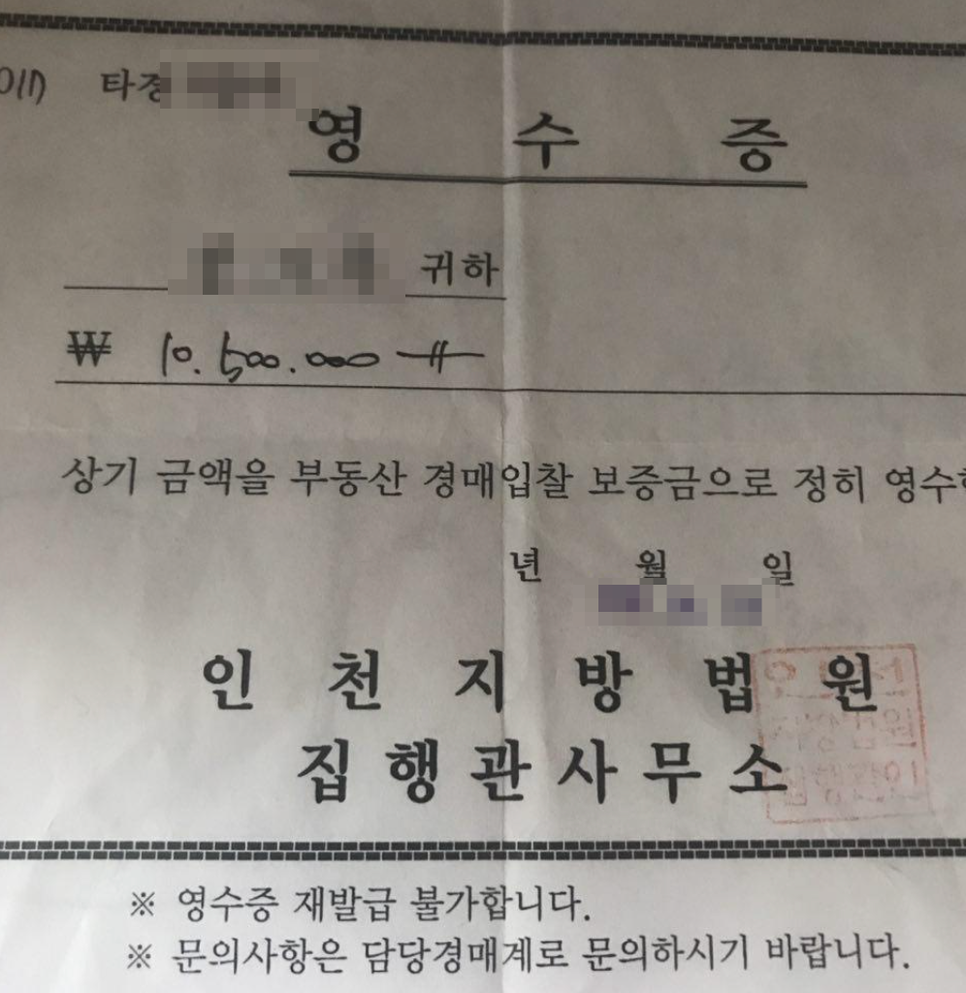 타경
영 수 증
귀하
₩ 10.500.000
상기 금액을 부동산 경매입찰 보증금으로 정히
년 월 일
인 천 지 방 법 원
집 행 관 사 무 소
※ 영수증 재발급 불가합니다.
※ 문의사항은 담당경매계로 문의하시기 바랍니다.